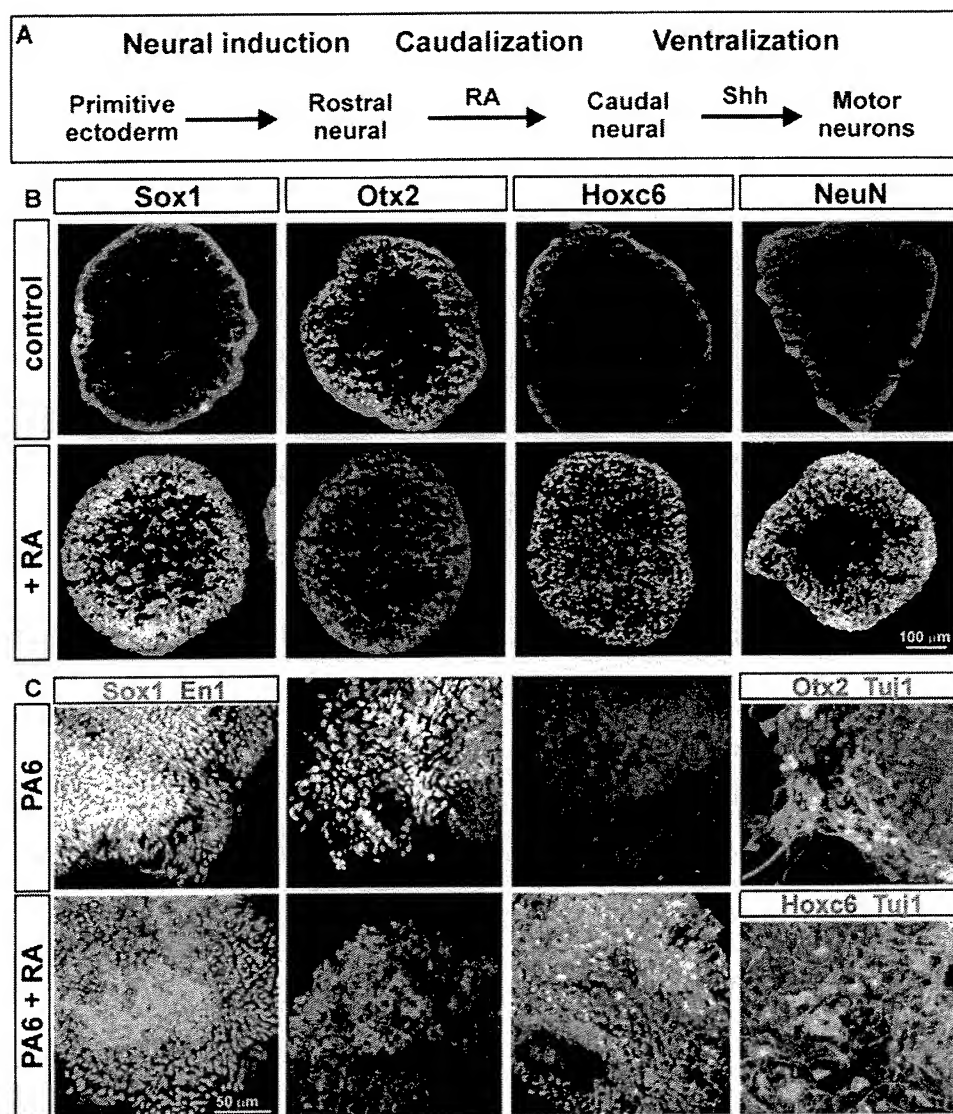 A
Neural induction Caudalization Ventralization
Primitive ectoderm Rostral neural RA Caudal neural Shh Motor neurons
B
Sox1 Otx2 Hoxc6 NeuN
control
+ RA
100 µm
C
Sox1 En1 Otx2 Tuj1
PA6
Hoxc6 Tuj1
PA6 + RA
50 µm